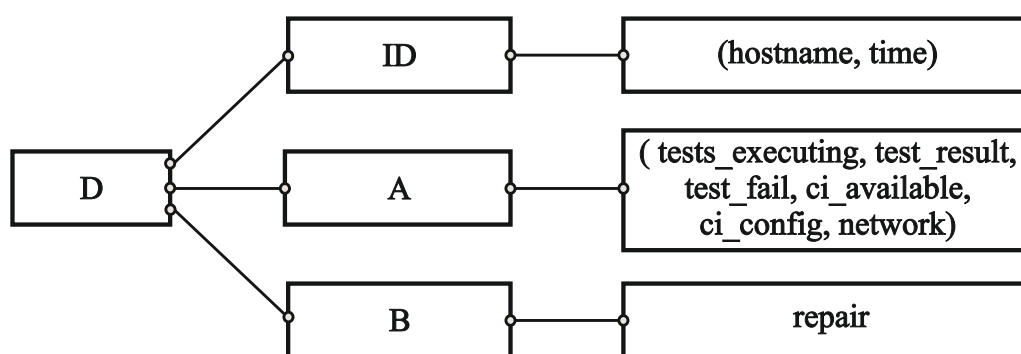 ID
(hostname, time)
D
A
( tests_executing, test_result,
test_fail, ci_available,
ci_config, network)
B
repair